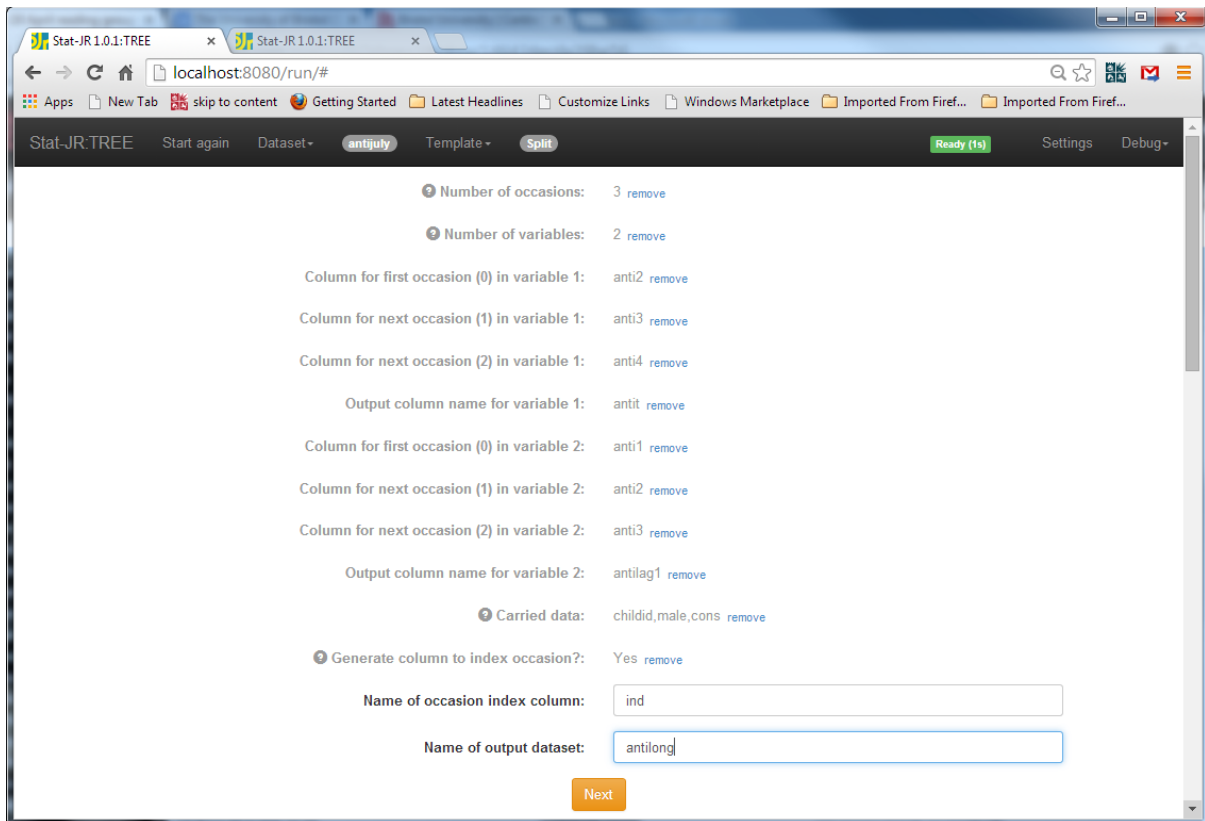 Stat-JR 1.0.1:TREE Stat-JR 1.0.1:TREE
localhost:8080/run/#
Apps New Tab skip to content Getting Started Latest Headlines Customize Links Windows Marketplace Imported From Firef... Imported From Firef...
Stat-JR:TREE Start again Dataset antijuly Template Split Ready (1s) Settings Debug
Number of occasions: 3 remove
Number of variables: 2 remove
Column for first occasion (0) in variable 1: anti2 remove
Column for next occasion (1) in variable 1: anti3 remove
Column for next occasion (2) in variable 1: anti4 remove
Output column name for variable 1: antit remove
Column for first occasion (0) in variable 2: anti1 remove
Column for next occasion (1) in variable 2: anti2 remove
Column for next occasion (2) in variable 2: anti3 remove
Output column name for variable 2: antilag1 remove
Carried data: childid,male,cons remove
Generate column to index occasion?: Yes remove
Name of occasion index column: ind
Name of output dataset: antilong
Next